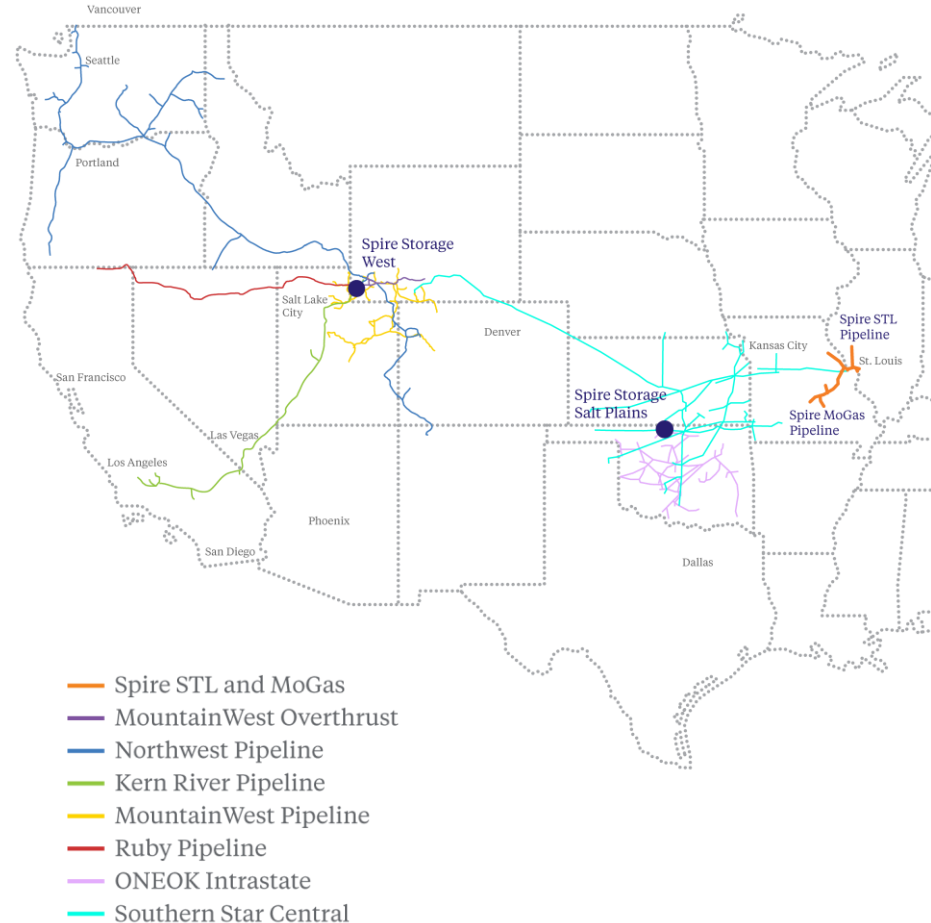 Vancouver
Seattle
Portland
Spire Storage
West
Salt Lake
City
Denver
Spire STL
Pipeline
Kansas City
St. Louis
San Francisco
Spire Storage
Salt Plains
Spire MoGas
Pipeline
Las Vegas
Los Angeles
Phoenix
San Diego
Dallas
Spire STL and MoGas
MountainWest Overthrust
Northwest Pipeline
Kern River Pipeline
MountainWest Pipeline
Ruby Pipeline
ONEOK Intrastate
Southern Star Central